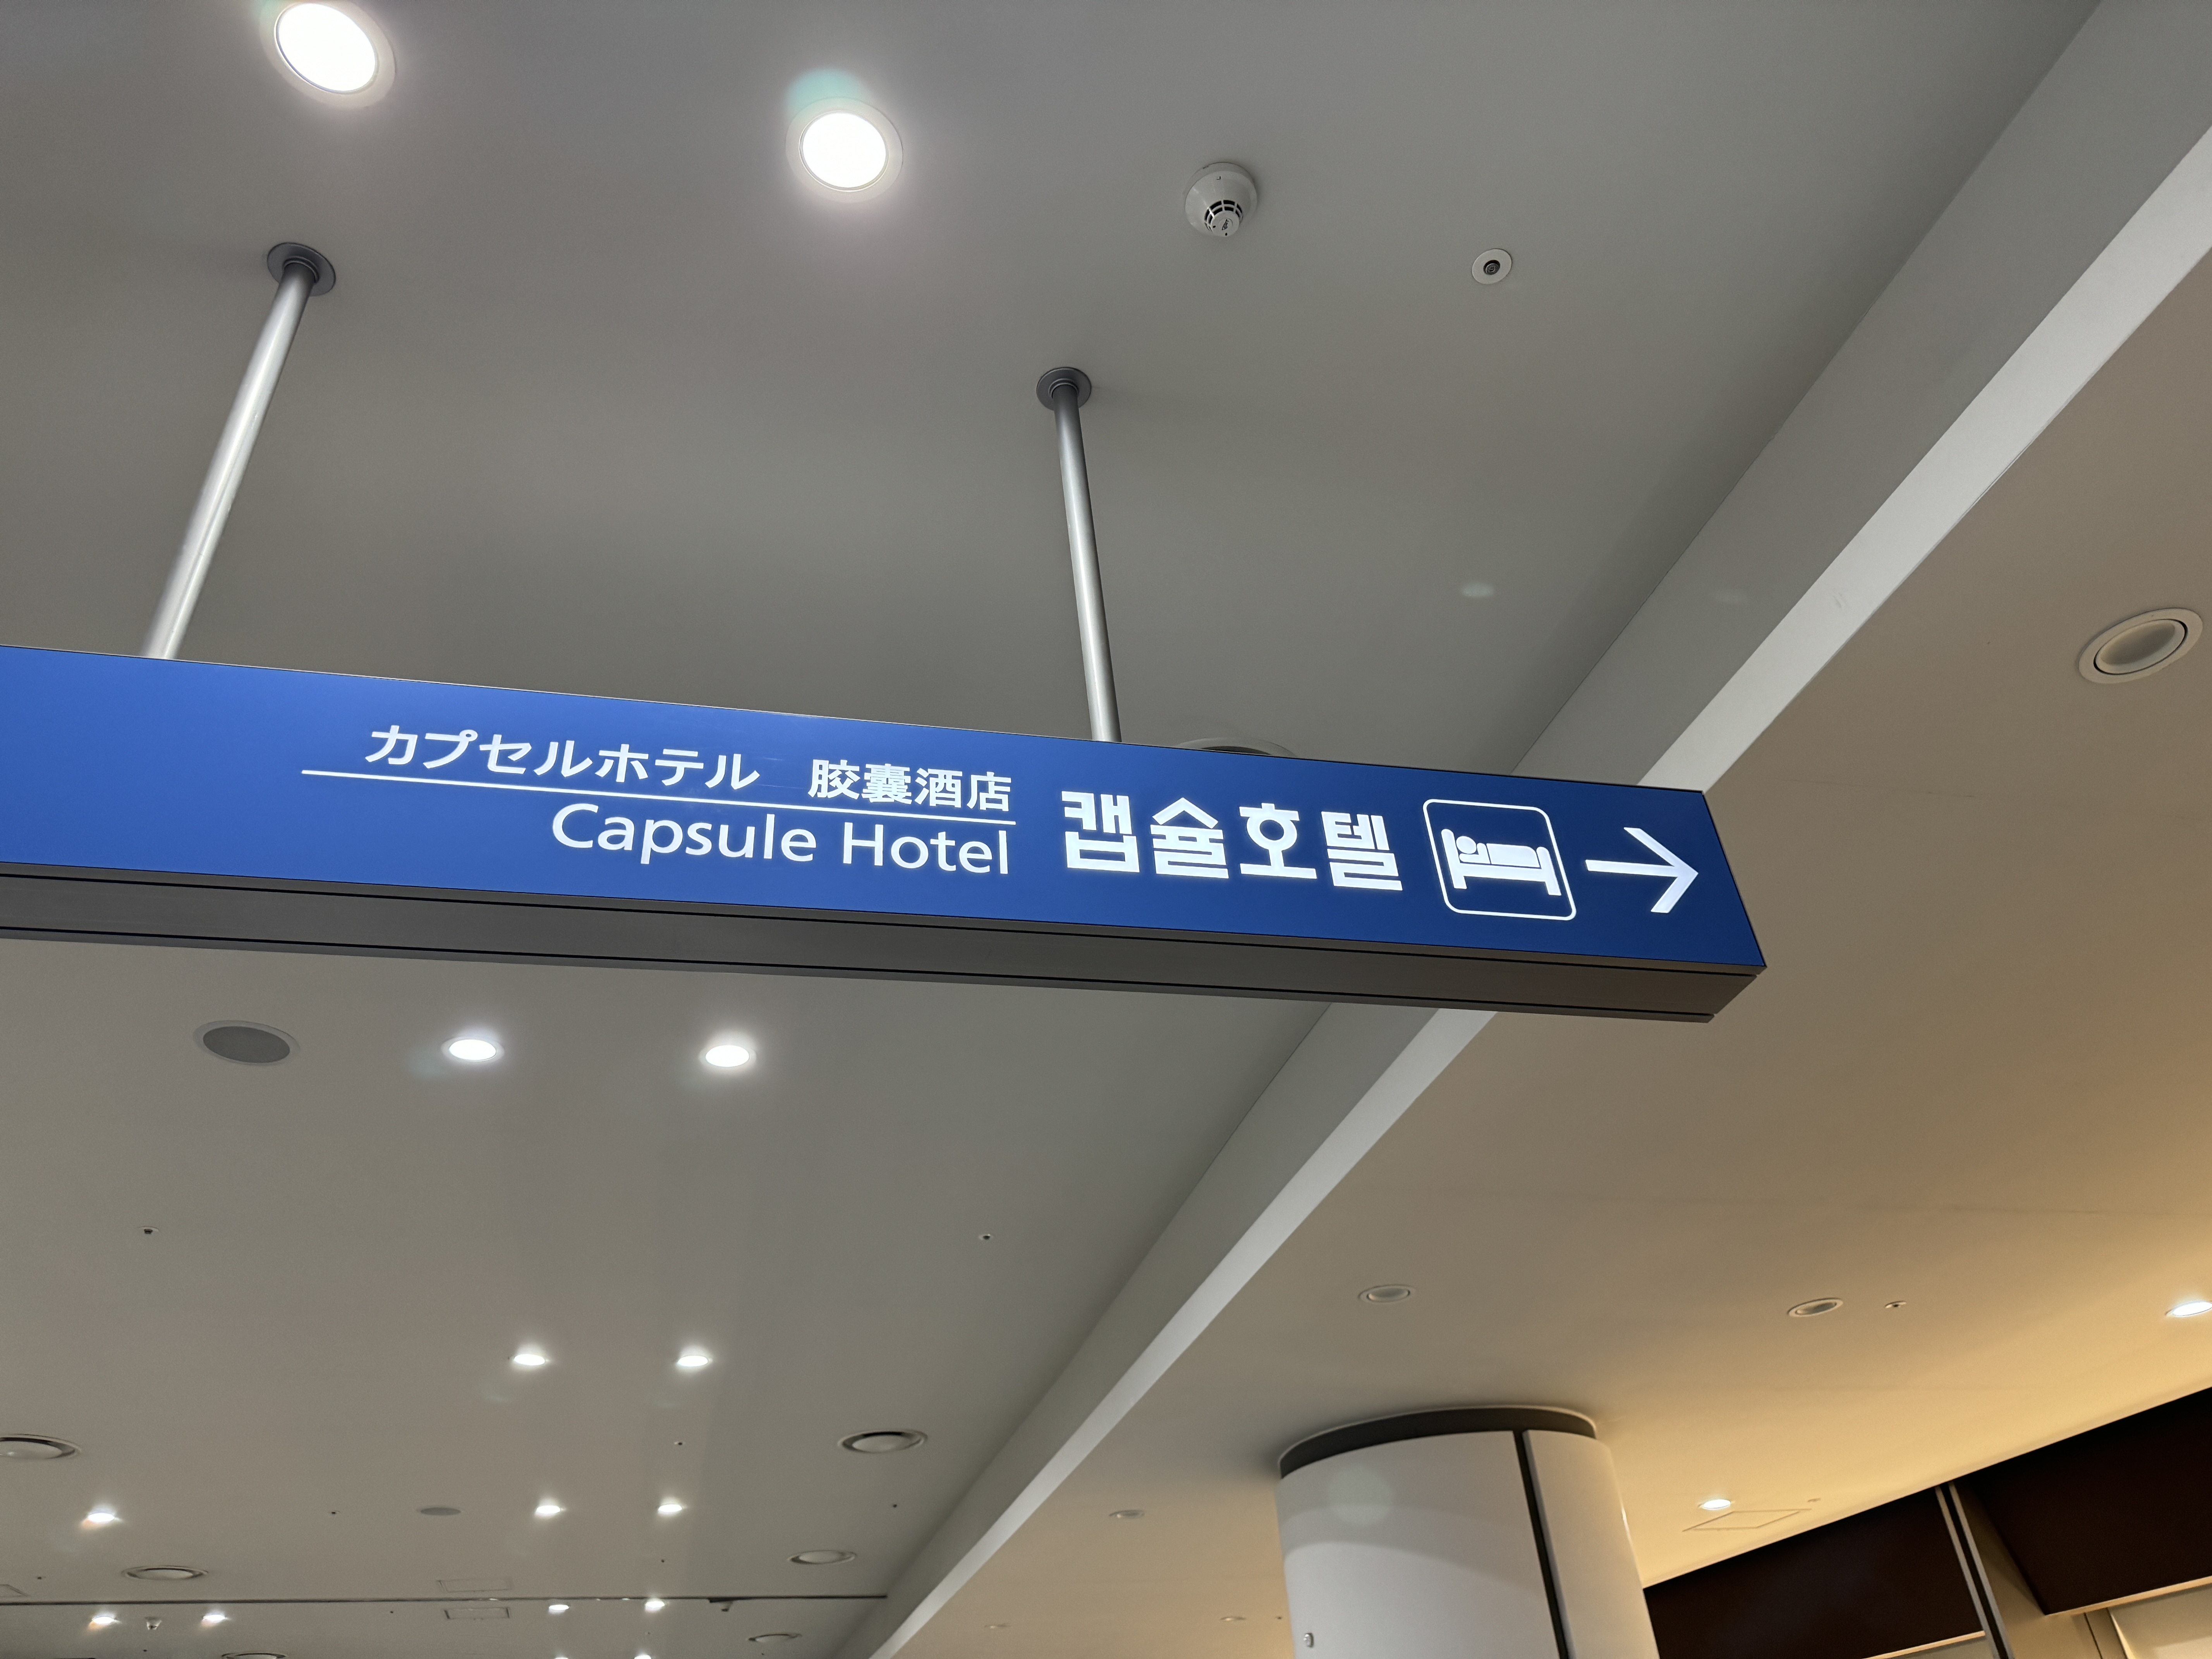 カプセルホテル 胶囊酒店
Capsule Hotel
캡슐호텔